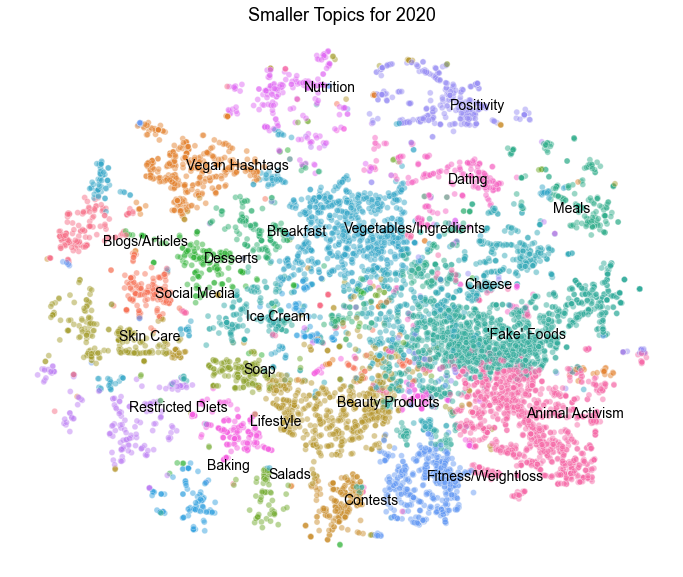 Smaller Topics for 2020
Nutrition
Positivity
Vegan Hashtags
Dating
Meals
Breakfast
Vegetables/Ingredients
Blogs/Articles
Desserts
Cheese
Social Media
Ice Cream
'Fake' Foods
Skin Care
Soap
Restricted Diets
Beauty Products
Lifestyle
Animal Activism
Baking
Salads
Fitness/Weightloss
Contests